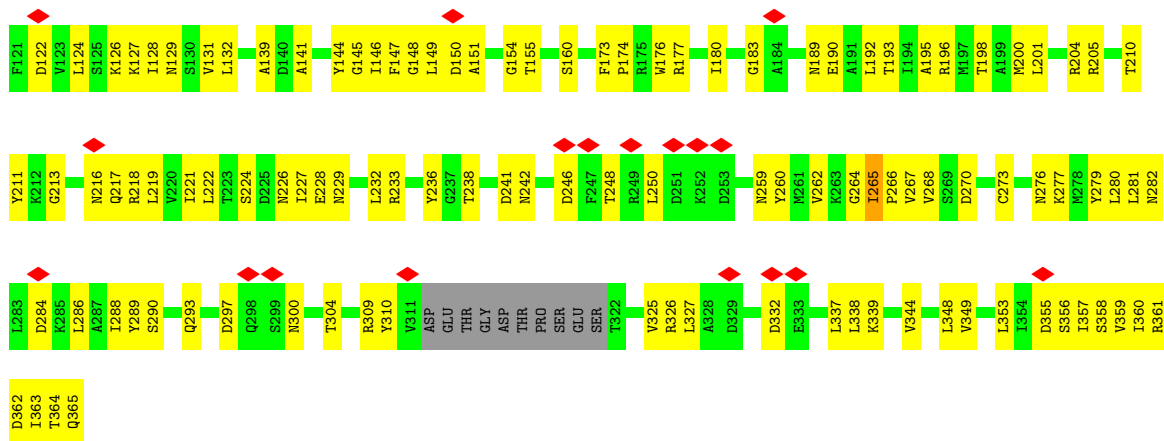 F121 D122 V123 L124 S125 K126 K127 I128 N129 S130 V131 L132 A139 D140 A141 Y144 G145 I146 F147 G148 L149 D150 A151 G154 T155 S160 F173 P174 R175 W176 R177 I180 G183 A184 N189 E190 A191 L192 T193 I194 A195 R196 M197 T198 A199 M200 L201 R204 R205 T210
Y211 K212 G213 N216 Q217 R218 L219 V220 I221 L222 T223 S224 D225 N226 I227 E228 N229 L232 R233 Y236 G237 T238 D241 N242 D246 F247 T248 R249 L250 D251 K252 D253 N259 Y260 M261 V262 K263 G264 I265 P266 V267 V268 S269 D270 C273 N276 K277 M278 Y279 L280 L281 N282
L283 D284 K285 L286 A287 I288 Y289 S290 Q293 D297 Q298 S299 N300 T304 R309 Y310 V311 ASP GLU THR GLY ASP THR PRO SER GLU SER T322 V325 R326 L327 A328 D329 D332 E333 L337 L338 K339 V344 L348 V349 L353 I354 D355 S356 I357 S358 V359 I360 R361
D362 I363 T364 Q365